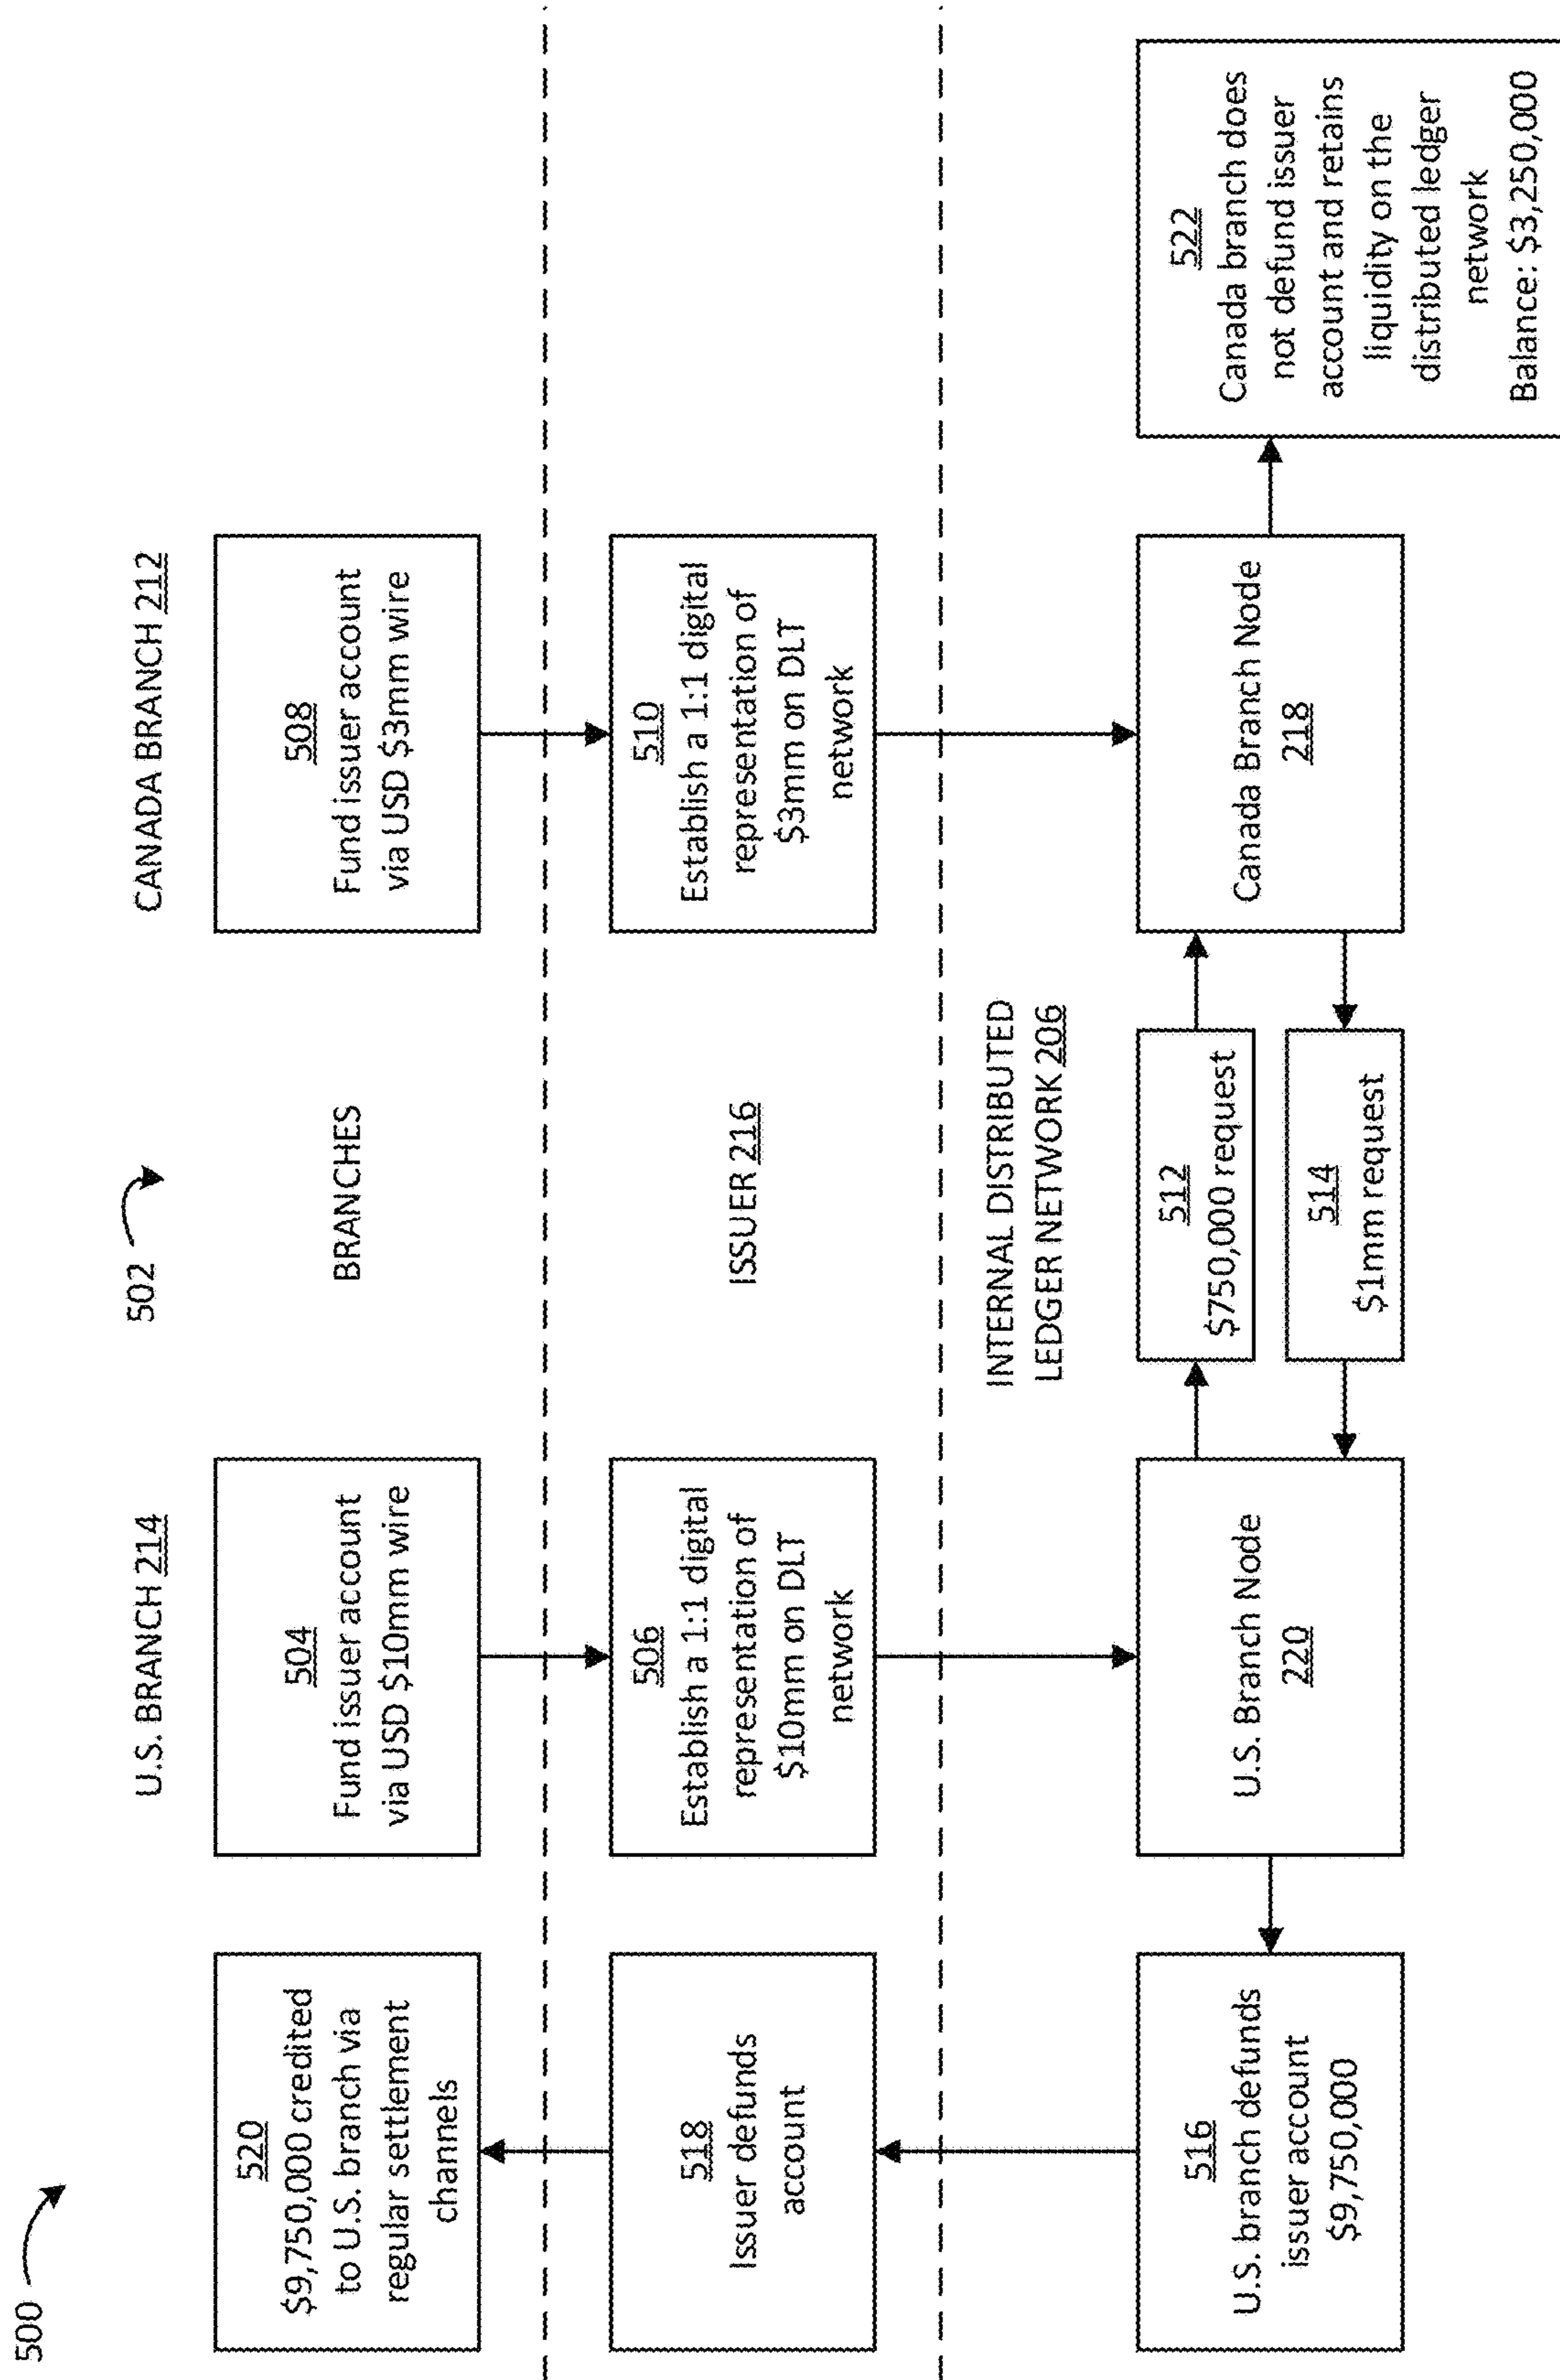 500
502
U.S. BRANCH 214
CANADA BRANCH 212
520
$9,750,000 credited
to U.S. branch via
regular settlement
channels
504
Fund issuer account
via USD $10mm wire
BRANCHES
508
Fund issuer account
via USD $3mm wire
518
Issuer defunds
account
506
Establish a 1:1 digital
representation of
$10mm on DLT
network
ISSUER 216
510
Establish a 1:1 digital
representation of
$3mm on DLT
network
INTERNAL DISTRIBUTED
LEDGER NETWORK 206
516
U.S. branch defunds
issuer account
$9,750,000
U.S. Branch Node
220
512
$750,000 request
514
$1mm request
Canada Branch Node
218
522
Canada branch does
not defund issuer
account and retains
liquidity on the
distributed ledger
network
Balance: $3,250,000